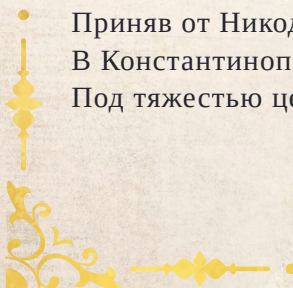 Приняв от Никод
В Константиноп
Под тяжестью це